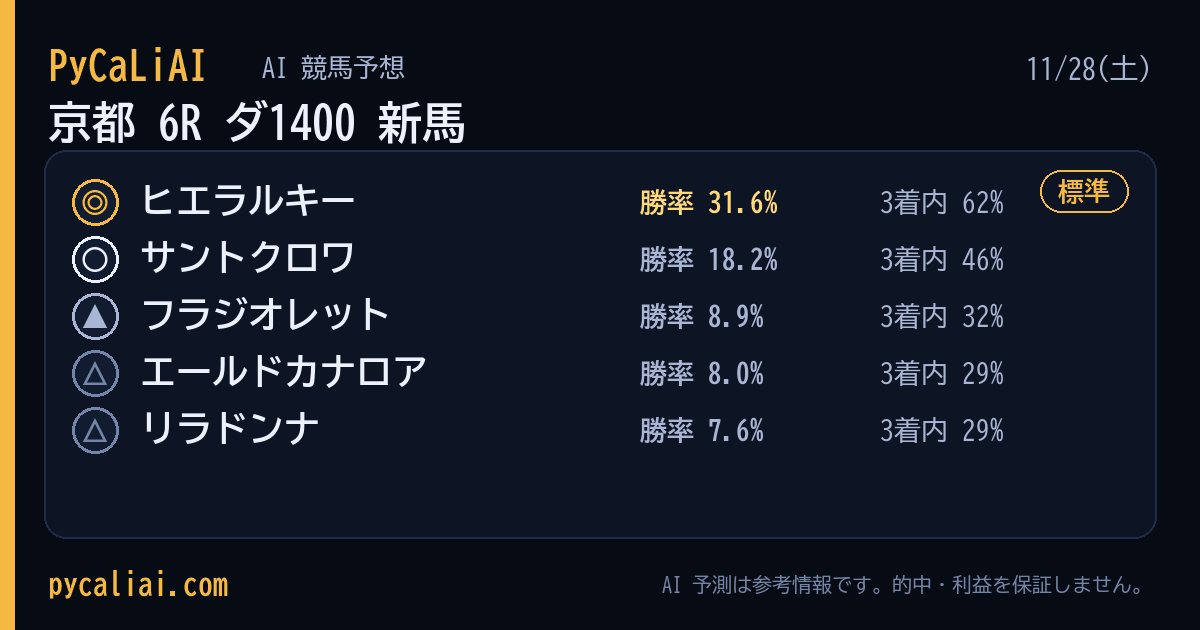 PyCaLiAI AI 競馬予想 11/28(土)
京都 6R ダ1400 新馬
◎ ヒエラルキー 勝率 31.6% 3着内 62% 標準
○ サントクロワ 勝率 18.2% 3着内 46%
▲ フラジオレット 勝率 8.9% 3着内 32%
△ エールドカナロア 勝率 8.0% 3着内 29%
△ リラドンナ 勝率 7.6% 3着内 29%
pycaliai.com AI 予測は参考情報です。的中・利益を保証しません。